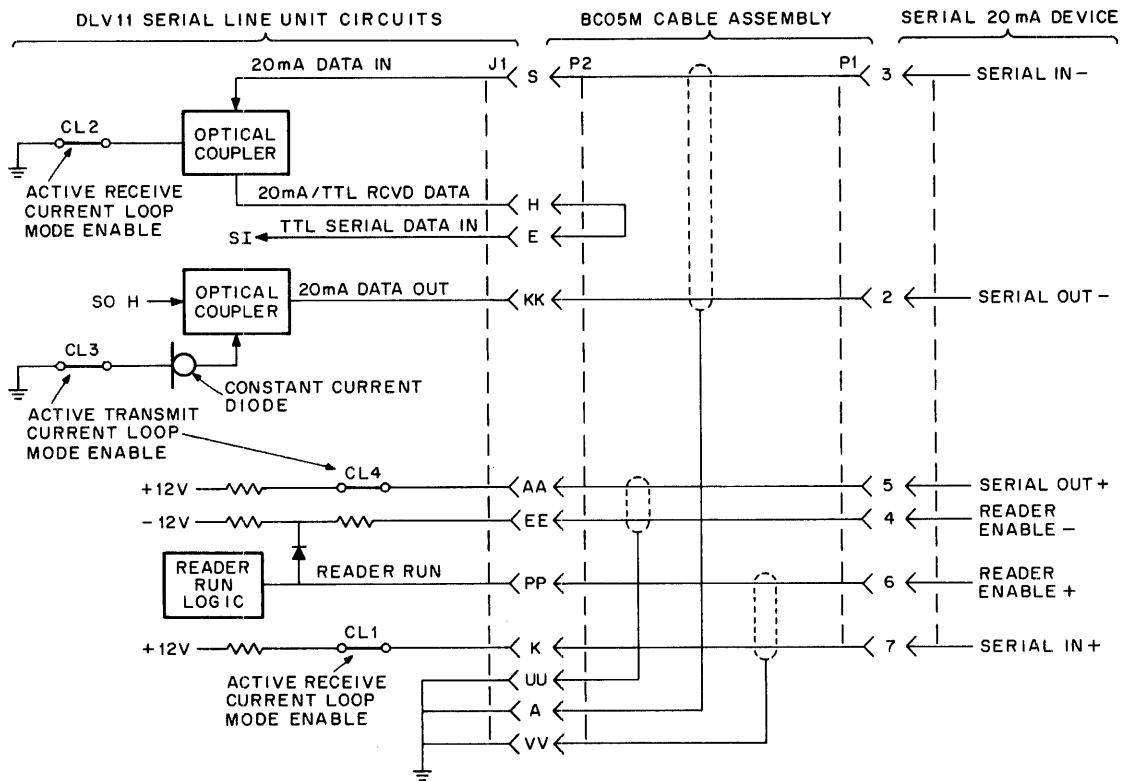 DLV11 SERIAL LINE UNIT CIRCUITS
BC05M CABLE ASSEMBLY
SERIAL 20mA DEVICE
20mA DATA IN
J1
S
P2
P1
3
SERIAL IN-
CL2
OPTICAL
COUPLER
ACTIVE RECEIVE
CURRENT LOOP
MODE ENABLE
20mA/TTL RCVD DATA
H
SI
TTL SERIAL DATA IN
E
SO H
OPTICAL
COUPLER
20mA DATA OUT
KK
2
SERIAL OUT-
CL3
CONSTANT CURRENT
DIODE
ACTIVE TRANSMIT
CURRENT LOOP
MODE ENABLE
+12V
CL4
AA
5
SERIAL OUT+
-12V
EE
4
READER
ENABLE-
READER
RUN
LOGIC
READER RUN
PP
6
READER
ENABLE+
+12V
CL1
K
7
SERIAL IN+
ACTIVE RECEIVE
CURRENT LOOP
MODE ENABLE
UU
A
VV